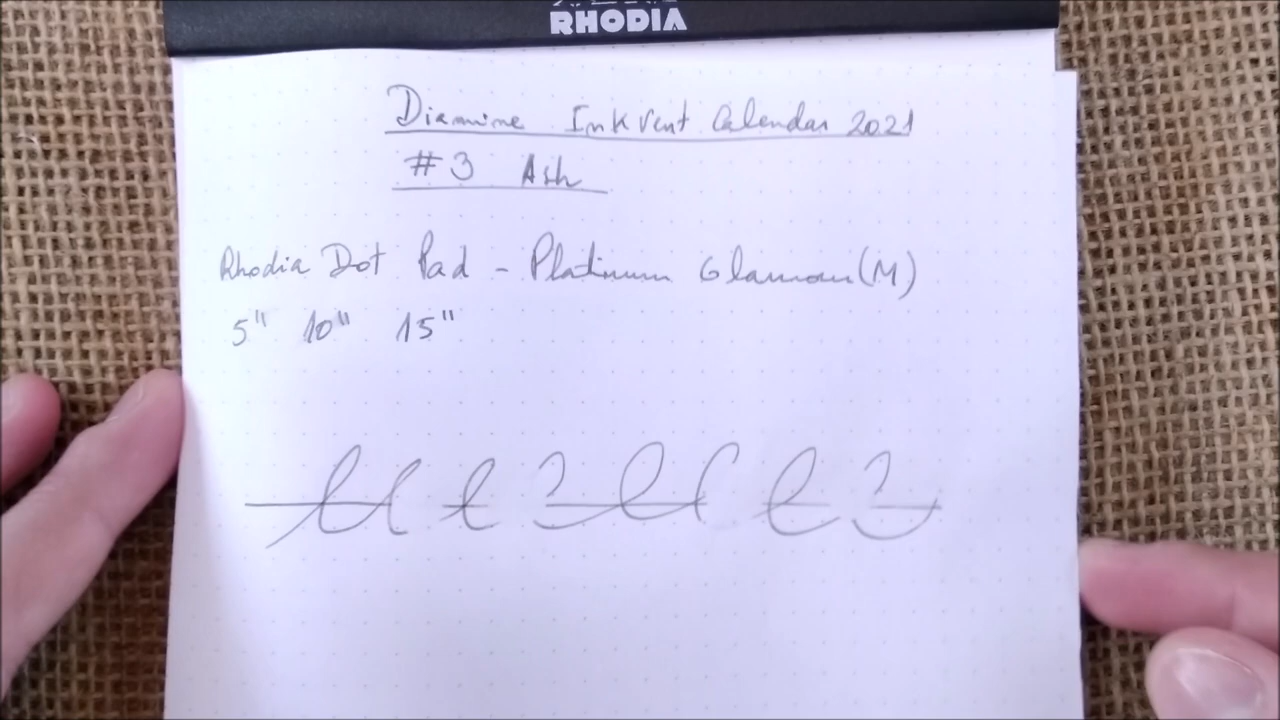 RHODIA
Diamine InkVent Calendar 2021
#3 Ash
Rhodia Dot Pad - Platinum Glamour (M)
5" 10" 15"